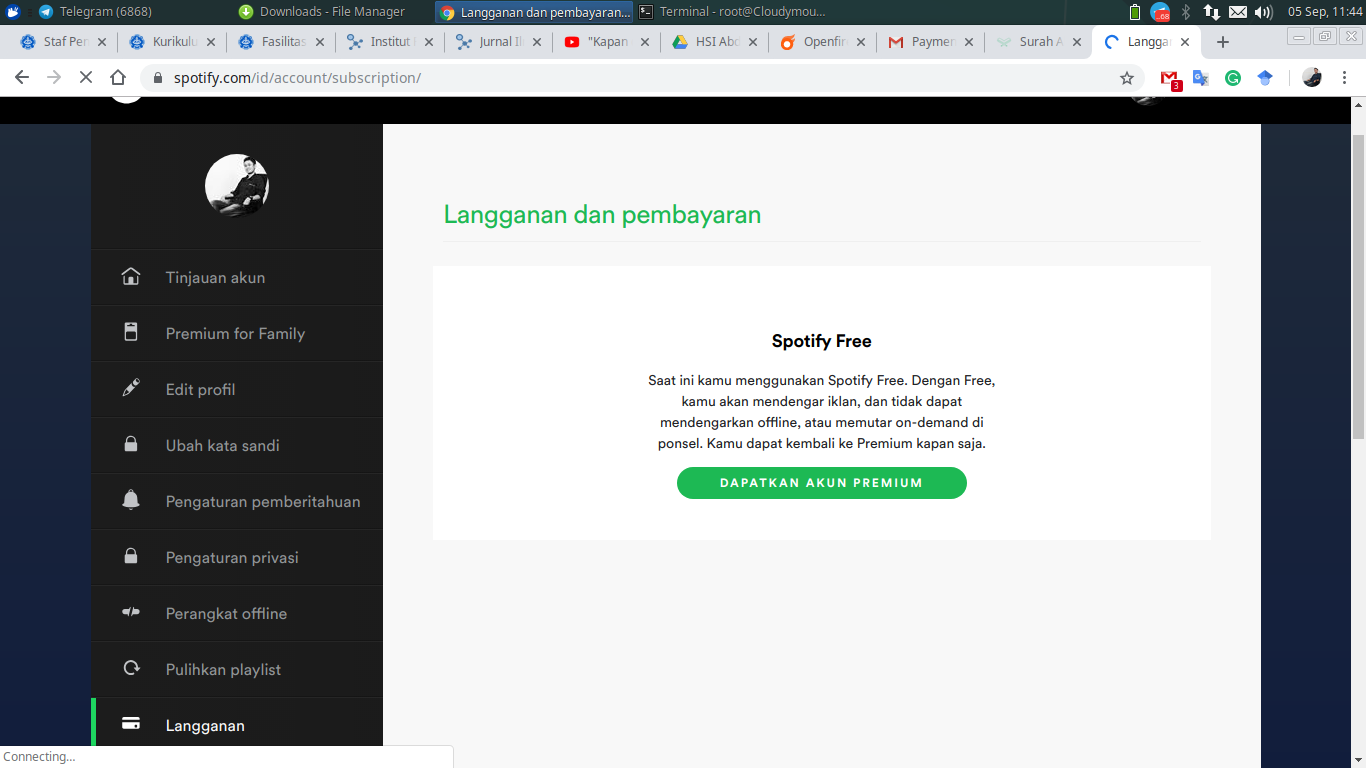 Telegram (6868)
Downloads - File Manager
Langganan dan pembayaran...
Terminal - root@Cloudymou...
68
05 Sep, 11:44
Staf Per
Kurikulu
Fasilitas
Institut
Jurnal Il
"Kapan
HSI Abd
Openfir
Paymen
Surah A
Langgan
spotify.com/id/account/subscription/
3
Tinjauan akun
Premium for Family
Edit profil
Ubah kata sandi
Pengaturan pemberitahuan
Pengaturan privasi
Perangkat offline
Pulihkan playlist
Langganan
Langganan dan pembayaran
Spotify Free
Saat ini kamu menggunakan Spotify Free. Dengan Free,
kamu akan mendengar iklan, dan tidak dapat
mendengarkan offline, atau memutar on-demand di
ponsel. Kamu dapat kembali ke Premium kapan saja.
DAPATKAN AKUN PREMIUM
Connecting...